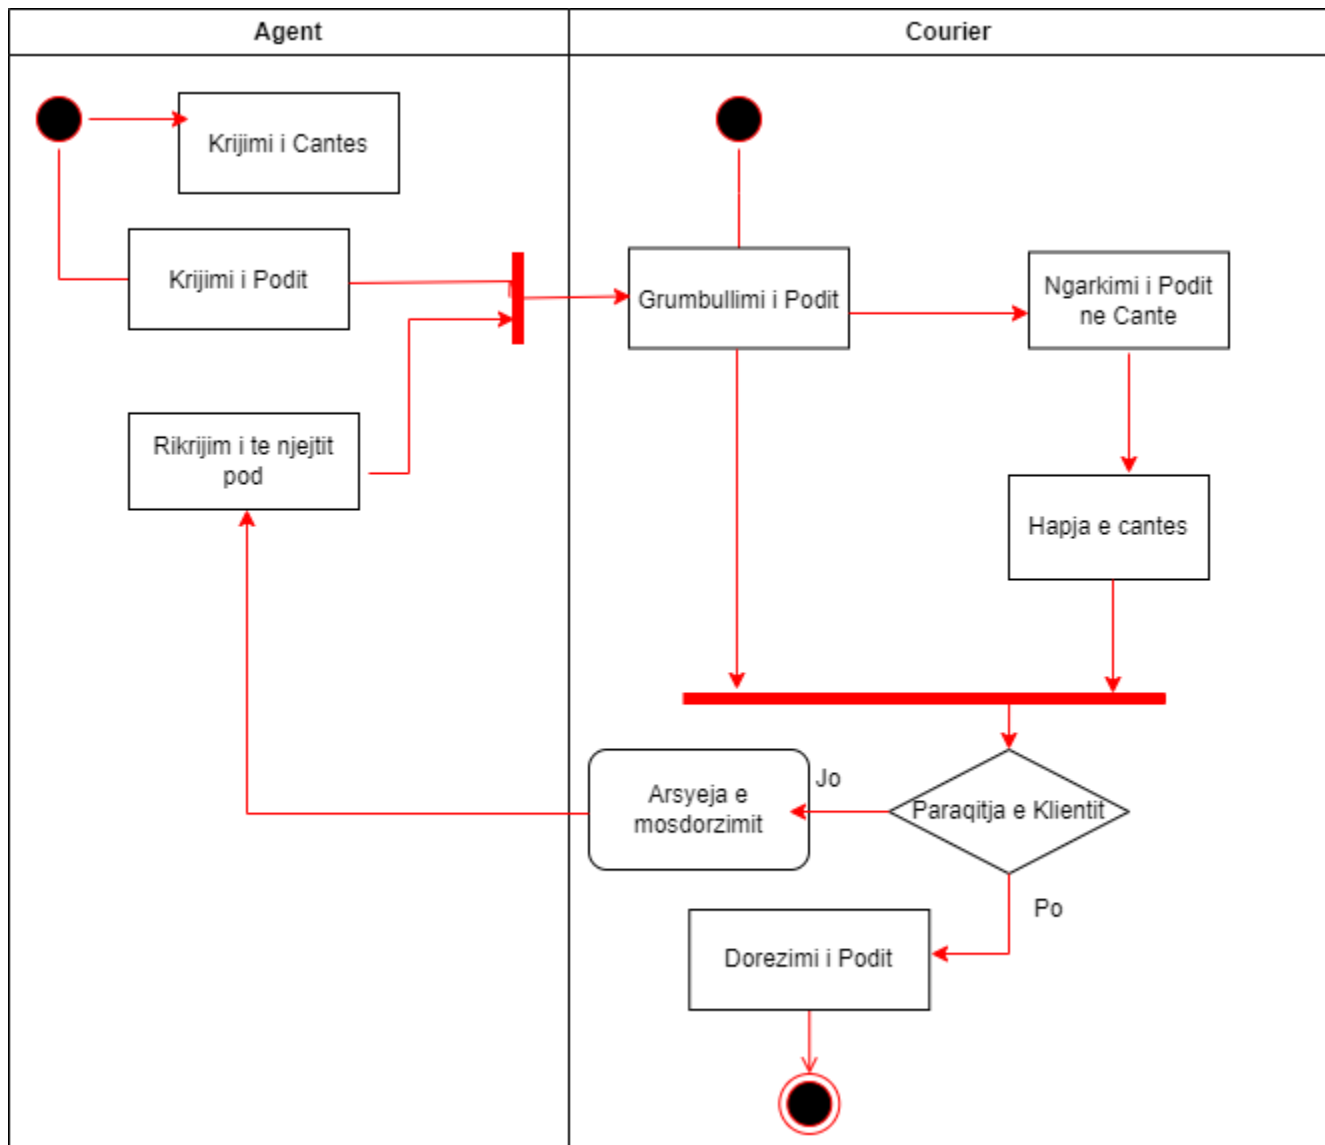 Agent
Courier
Krijimi i Cantes
Krijimi i Podit
Grumbullimi i Podit
Ngarkimi i Podit
ne Cante
Rikrijim i te njejtit
pod
Hapja e cantes
Arsyeja e
mosdorzimit
Jo
Paraqitja e Klientit
Po
Dorezimi i Podit